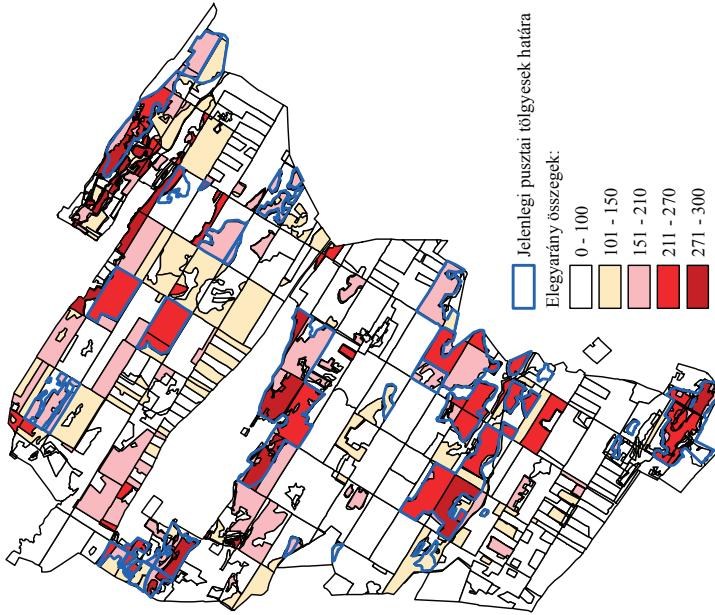 Jelenlegi pusztai tölgyesek határa
Elegyarány összegek:
0 - 100
101 - 150
151 - 210
211 - 270
271 - 300